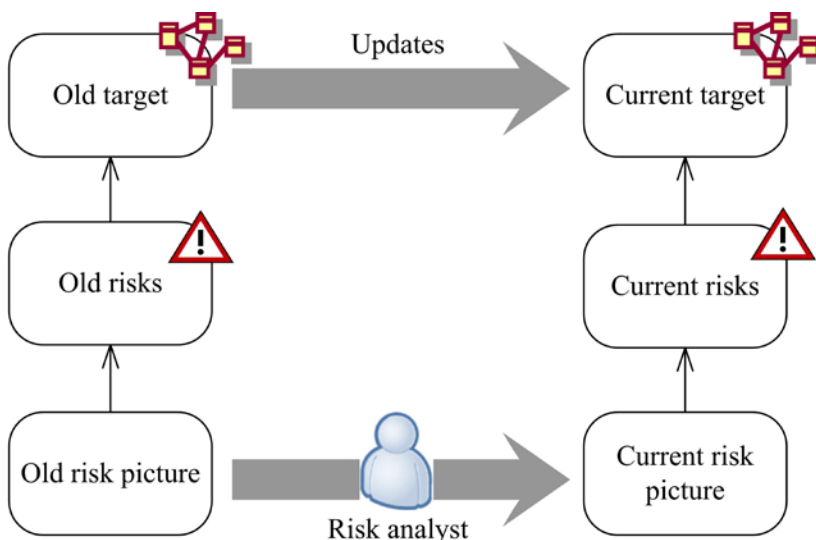 Updates
Old target
Current target
Old risks
Current risks
Old risk picture
Current risk
picture
Risk analyst